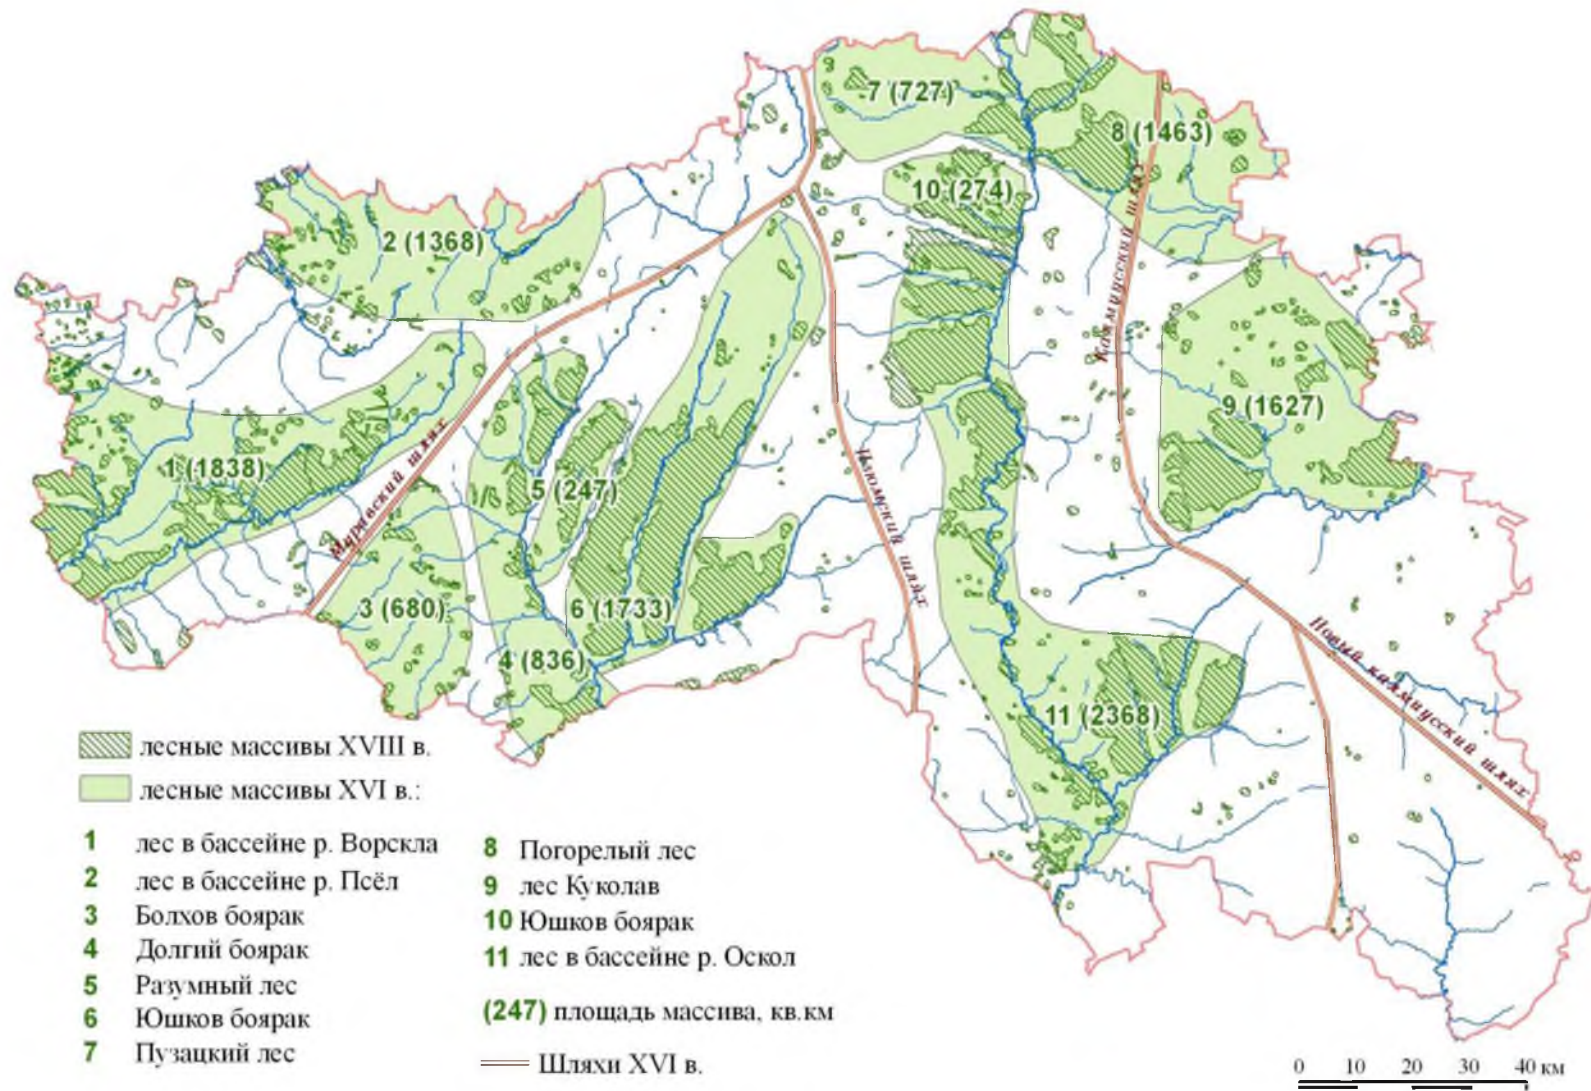 7 (727)
8 (1463)
10 (274)
2 (1368)
Кальмиусский шлях
9 (1627)
1 (1838)
Муравский шлях
5 (247)
Изюмский шлях
3 (680)
6 (1733)
4 (836)
11 (2368)
Новый калмиусский шлях
лесные массивы XVIII в.
лесные массивы XVI в.:
1 лес в бассейне р. Ворскла
2 лес в бассейне р. Псёл
3 Болхов боярак
4 Долгий боярак
5 Разумный лес
6 Юшков боярак
7 Пузацкий лес
8 Погорелый лес
9 лес Куколав
10 Юшков боярак
11 лес в бассейне р. Оскол
(247) площадь массива, кв.км
Шляхи XVI в.
0 10 20 30 40 км